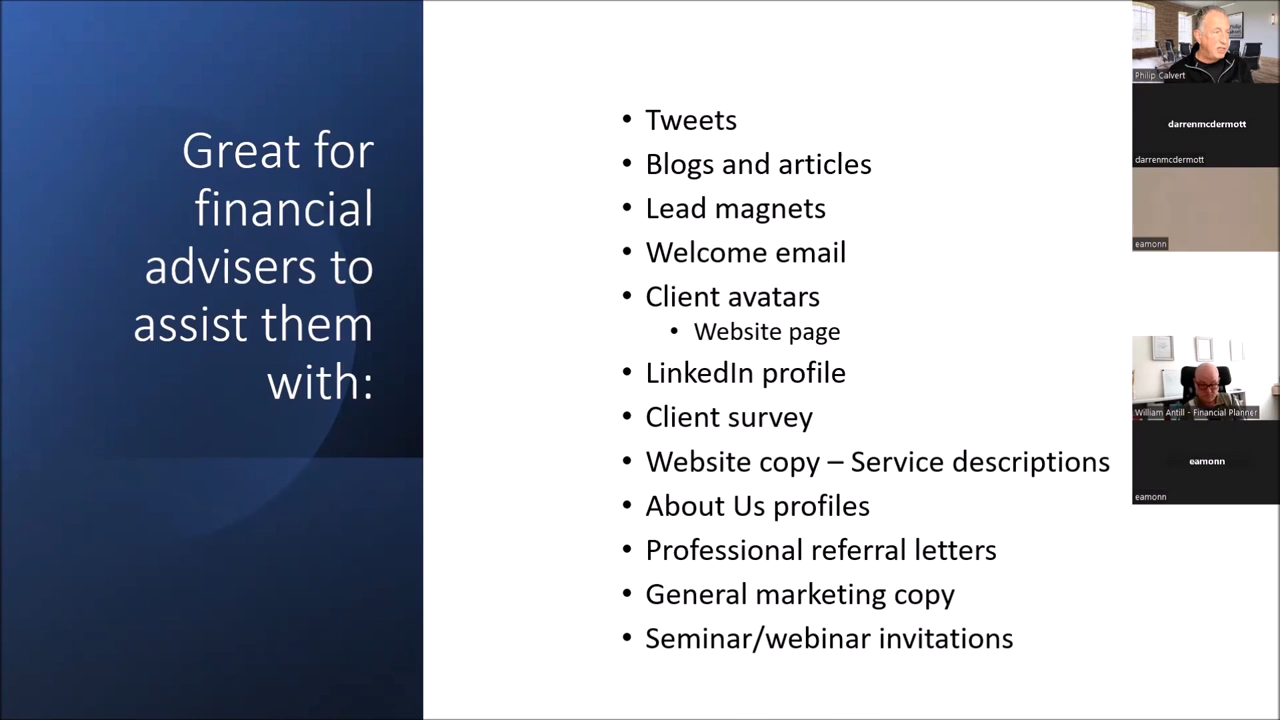 Great for
financial
advisers to
assist them
with:
• Tweets
• Blogs and articles
• Lead magnets
• Welcome email
• Client avatars
• Website page
• LinkedIn profile
• Client survey
• Website copy – Service descriptions
• About Us profiles
• Professional referral letters
• General marketing copy
• Seminar/webinar invitations
Philip Calvert
darrenmcdermott
darrenmcdermott
eamonn
William Antill - Financial Planner
eamonn
eamonn